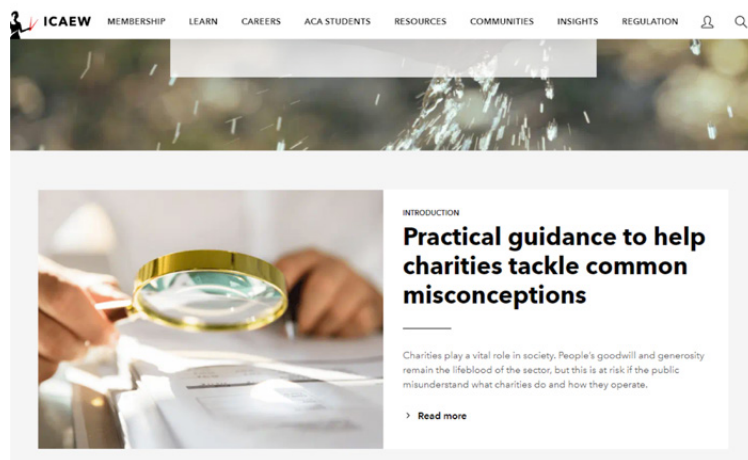 ICAEW MEMBERSHIP LEARN CAREERS ACA STUDENTS RESOURCES COMMUNITIES INSIGHTS REGULATION
INTRODUCTION
Practical guidance to help
charities tackle common
misconceptions
Charities play a vital role in society. People's goodwill and generosity
remain the lifeblood of the sector, but this is at risk if the public
misunderstand what charities do and how they operate.
> Read more